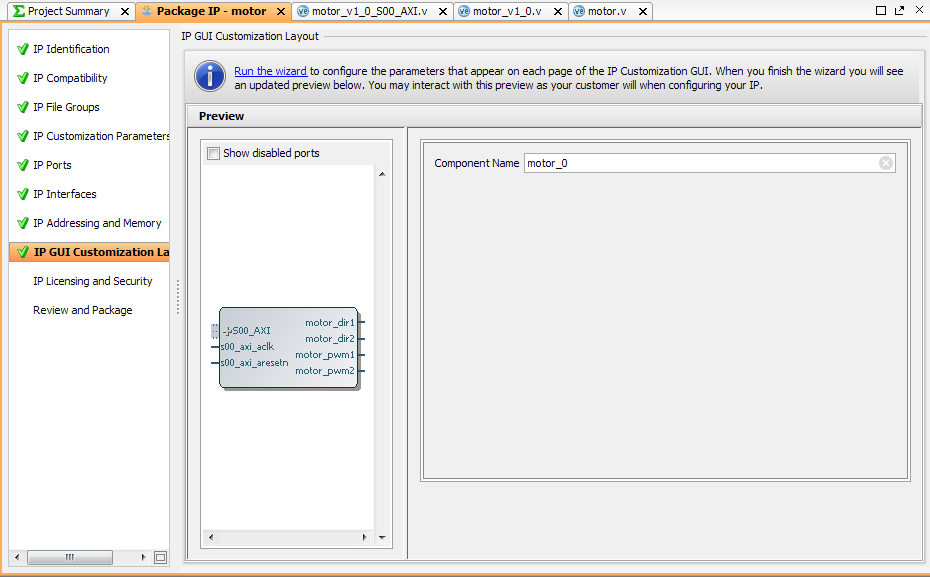 Project Summary
Package IP - motor
motor_v1_0_S00_AXI.v
motor_v1_0.v
motor.v
IP Identification
IP Compatibility
IP File Groups
IP Customization Parameters
IP Ports
IP Interfaces
IP Addressing and Memory
IP GUI Customization La
IP Licensing and Security
Review and Package
IP GUI Customization Layout
Run the wizard to configure the parameters that appear on each page of the IP Customization GUI. When you finish the wizard you will see
an updated preview below. You may interact with this preview as your customer will when configuring your IP.
Preview
Show disabled ports
S00_AXI
s00_axi_aclk
s00_axi_aresetn
motor_dir1
motor_dir2
motor_pwm1
motor_pwm2
Component Name motor_0